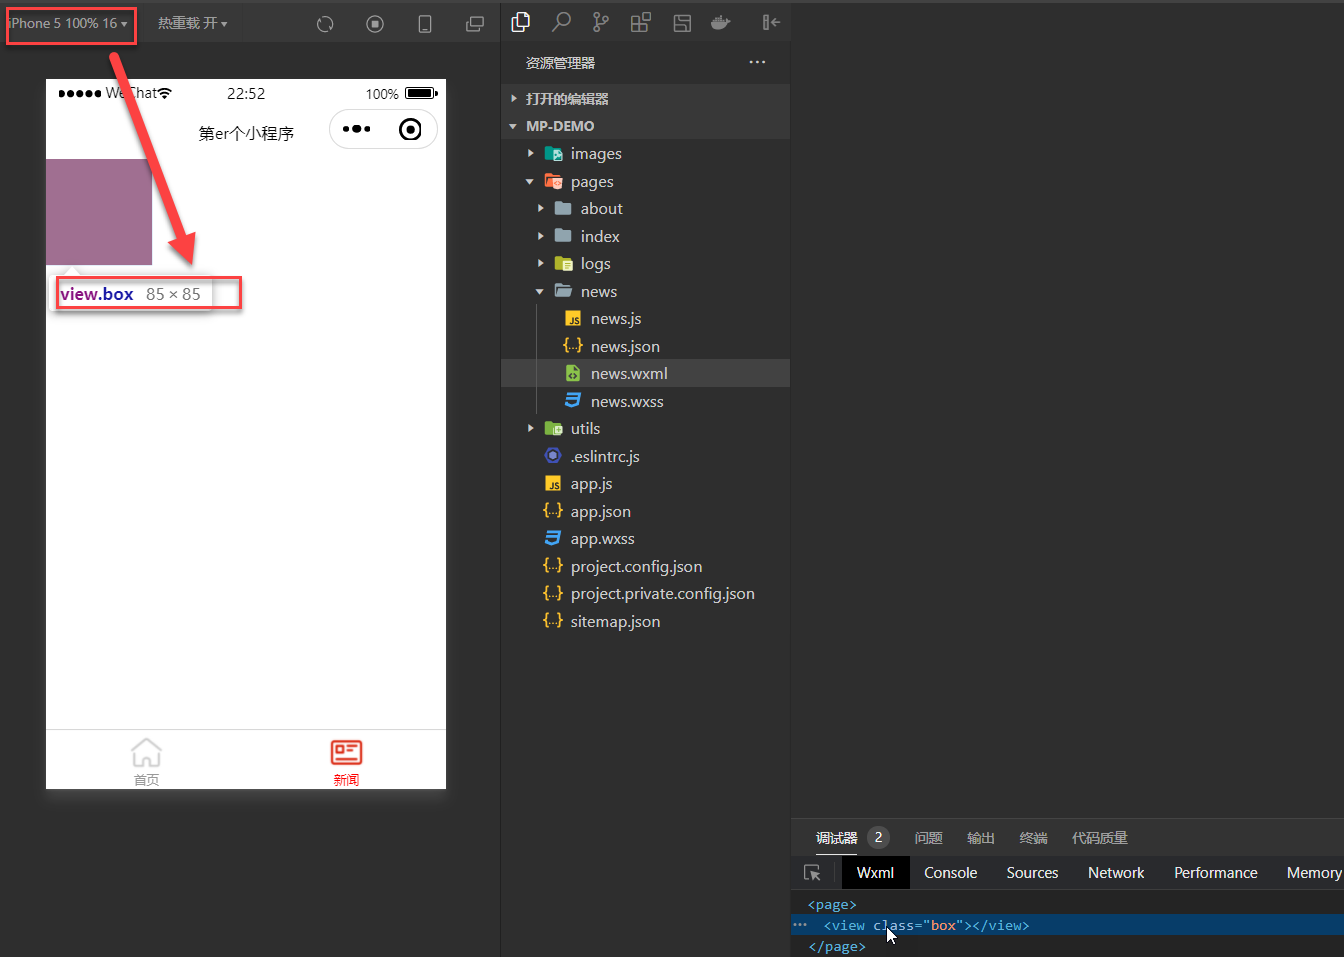 iPhone 5 100% 16
热重载 开
WeChat
22:52
100%
第er个小程序
view.box 85 × 85
首页
新闻
资源管理器
打开的编辑器
MP-DEMO
images
pages
about
index
logs
news
news.js
news.json
news.wxml
news.wxss
utils
.eslintrc.js
app.js
app.json
app.wxss
project.config.json
project.private.config.json
sitemap.json
调试器 2 问题 输出 终端 代码质量
Wxml Console Sources Network Performance Memory
<page>
<view class="box"></view>
</page>